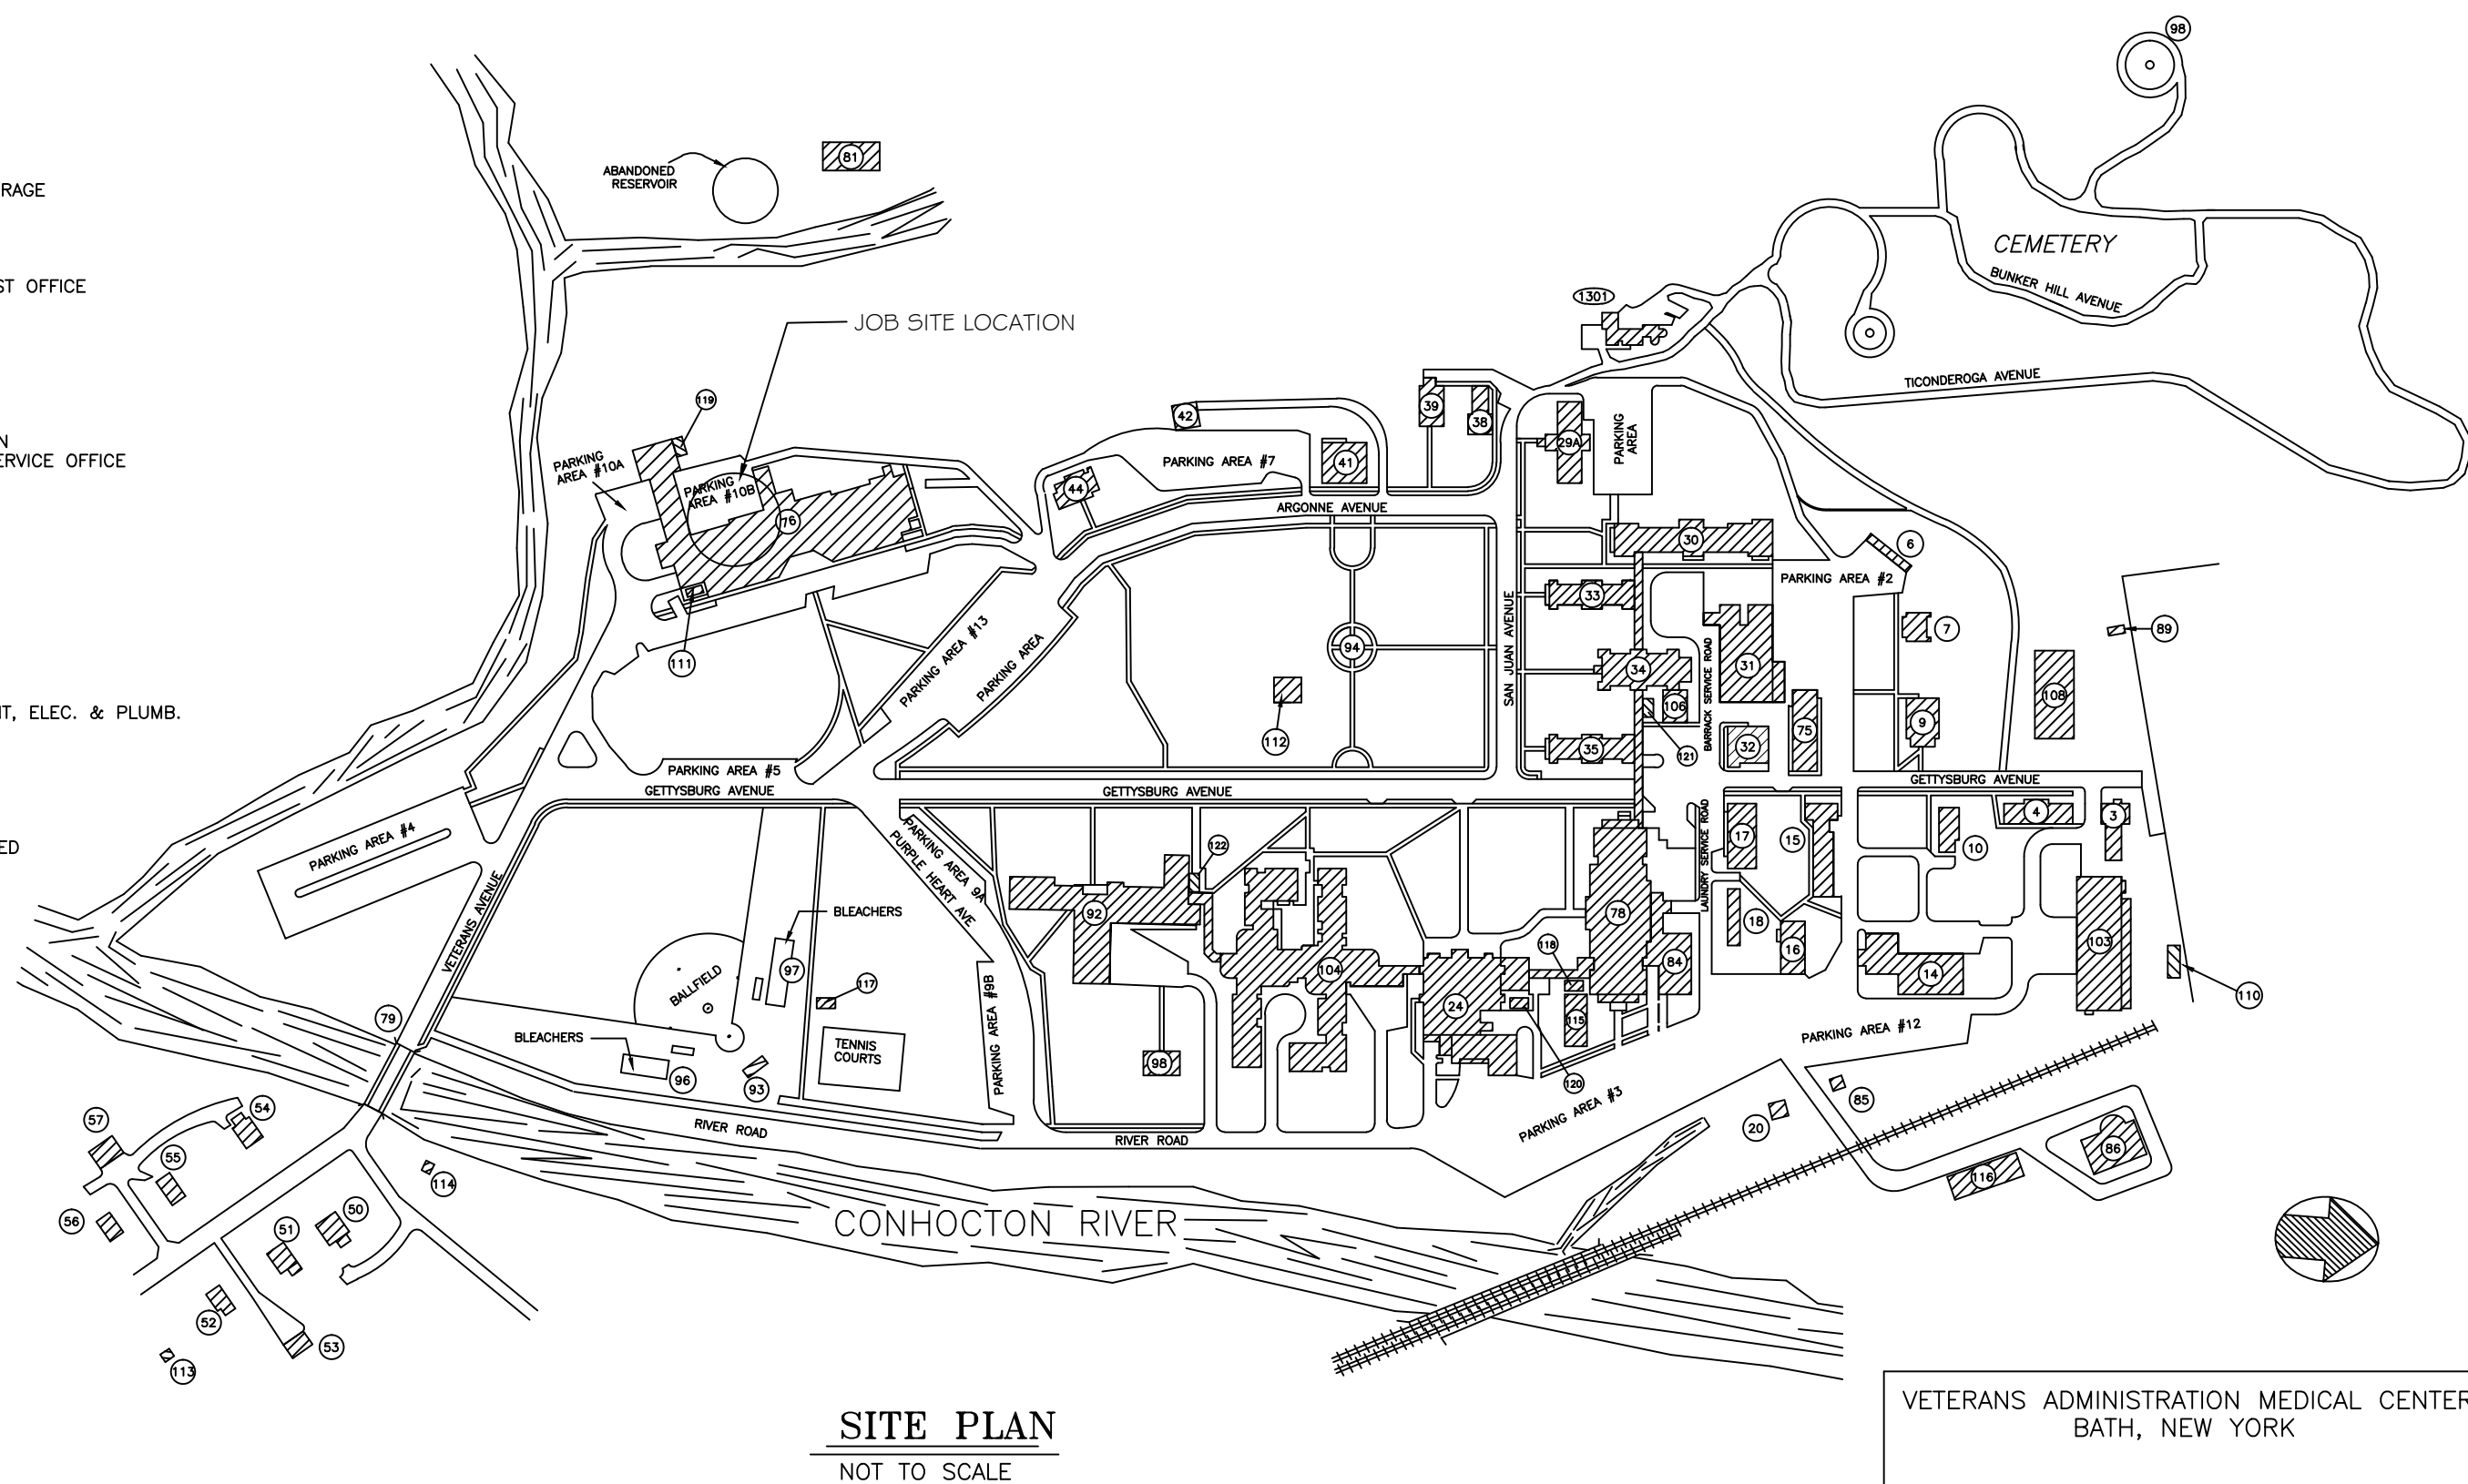 98
81
ABANDONED
RESERVOIR
RAGE
CEMETERY
BUNKER HILL AVENUE
ST OFFICE
1301
JOB SITE LOCATION
TICONDEROGA AVENUE
119
42
39
38
29A
PARKING
AREA
N
ERVICE OFFICE
PARKING
AREA #10A
PARKING
AREA #10B
76
44
PARKING AREA #7
41
ARGONNE AVENUE
30
6
PARKING AREA #2
33
SAN JUAN AVENUE
7
89
111
PARKING AREA #13
PARKING AREA
94
34
BARRACK SERVICE ROAD
31
106
108
T, ELEC. & PLUMB.
112
35
121
32
75
9
PARKING AREA #5
GETTYSBURG AVENUE
GETTYSBURG AVENUE
GETTYSBURG AVENUE
PARKING AREA #4
PARKING AREA 9A
PURPLE HEART AVE
122
LAUNDRY SERVICE ROAD
17
15
10
4
3
ED
VETERANS AVENUE
BLEACHERS
97
92
78
18
16
103
BALLFIELD
117
104
118
84
14
110
79
PARKING AREA #9B
24
115
PARKING AREA #12
BLEACHERS
96
93
TENNIS
COURTS
98
120
PARKING AREA #3
20
85
57
54
55
RIVER ROAD
RIVER ROAD
116
86
114
56
51
50
CONHOCTON RIVER
52
53
113
SITE PLAN
NOT TO SCALE
VETERANS ADMINISTRATION MEDICAL CENTER
BATH, NEW YORK